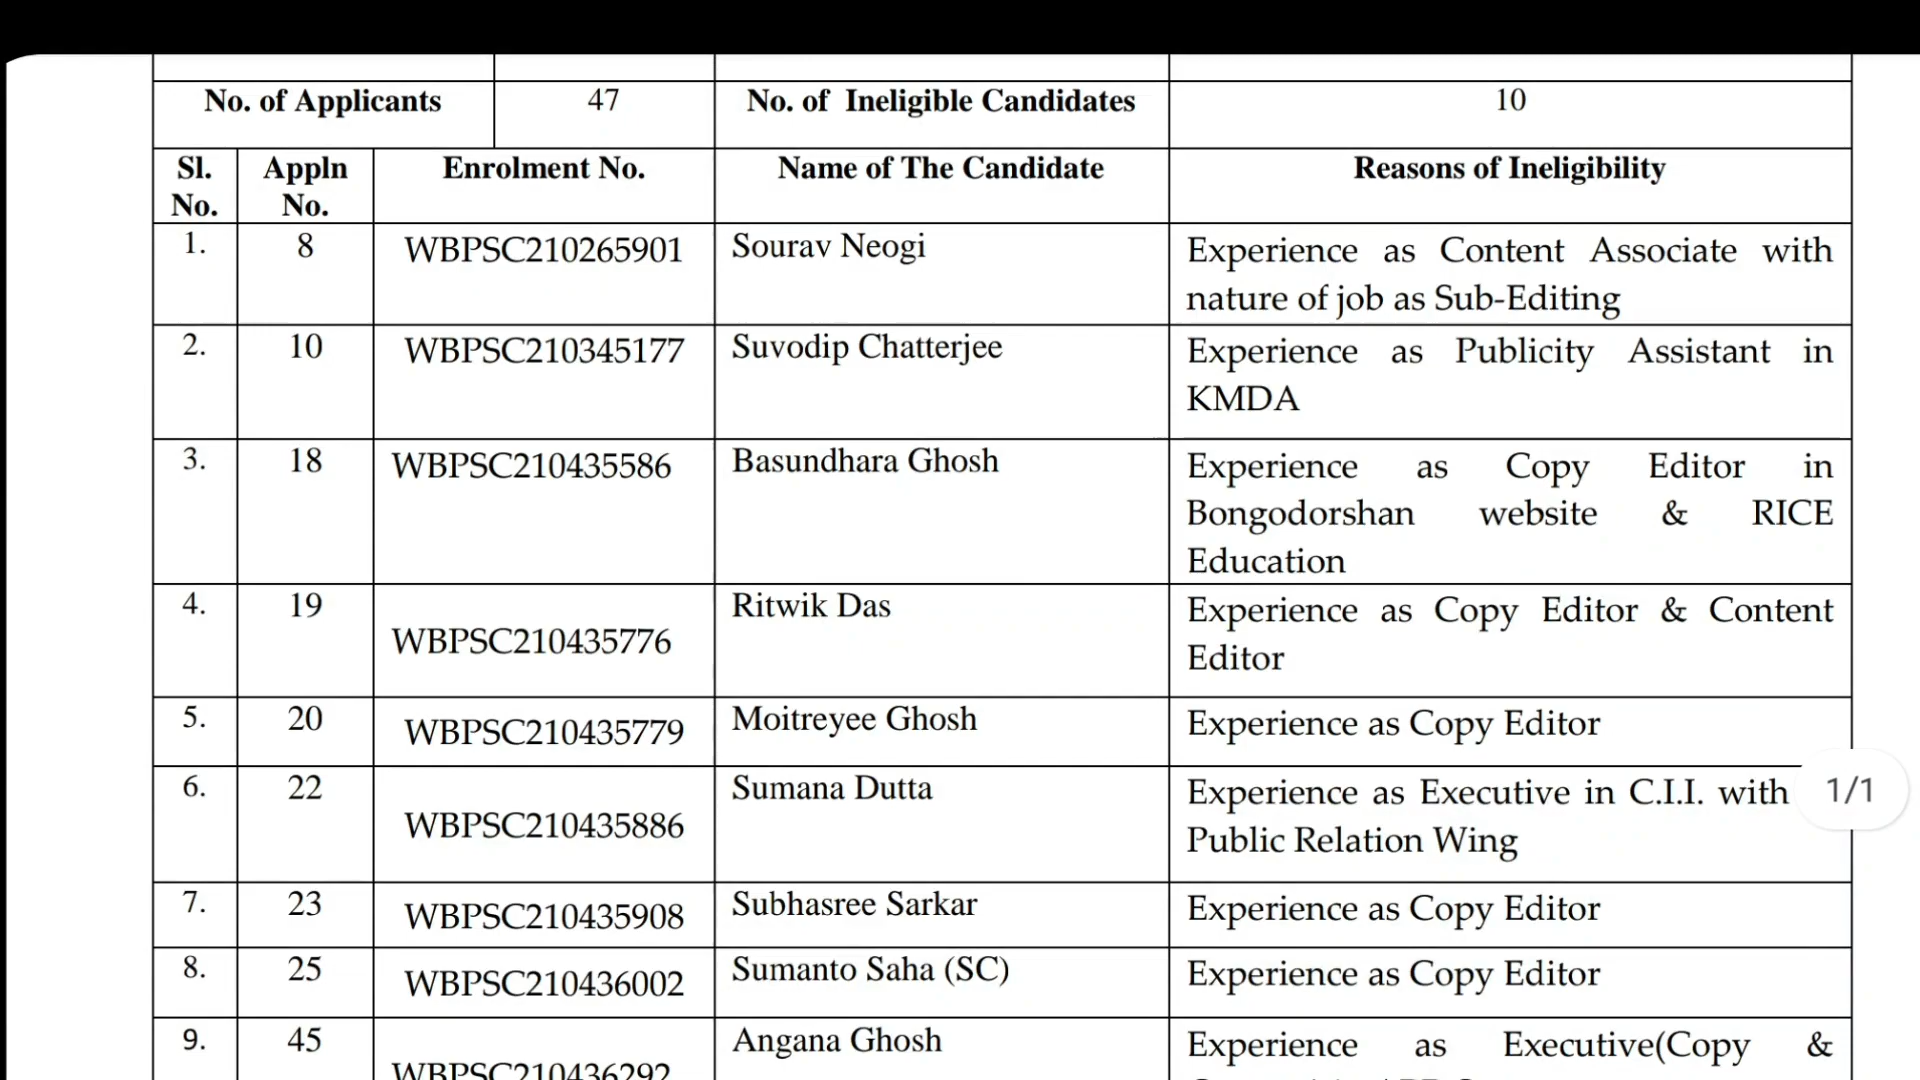 No. of Applicants 47 No. of Ineligible Candidates 10
Sl. No. Appln No. Enrolment No. Name of The Candidate Reasons of Ineligibility
1. 8 WBPSC210265901 Sourav Neogi Experience as Content Associate with
nature of job as Sub-Editing
2. 10 WBPSC210345177 Suvodip Chatterjee Experience as Publicity Assistant in
KMDA
3. 18 WBPSC210435586 Basundhara Ghosh Experience as Copy Editor in
Bongodorshan website & RICE
Education
4. 19 WBPSC210435776 Ritwik Das Experience as Copy Editor & Content
Editor
5. 20 WBPSC210435779 Moitreyee Ghosh Experience as Copy Editor
6. 22 WBPSC210435886 Sumana Dutta Experience as Executive in C.I.I. with
Public Relation Wing
1/1
7. 23 WBPSC210435908 Subhasree Sarkar Experience as Copy Editor
8. 25 WBPSC210436002 Sumanto Saha (SC) Experience as Copy Editor
9. 45 WBPSC210436292 Angana Ghosh Experience as Executive(Copy &